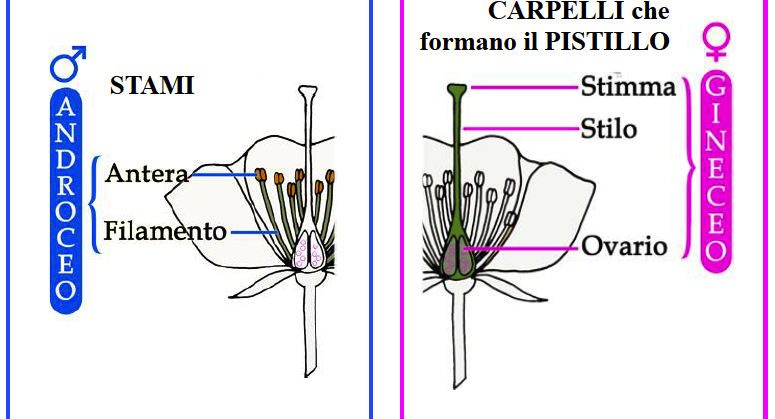 STAMI
ANDROCEO
Antera
Filamento
CARPELLI che
formano il PISTILLO
Stimma
Stilo
Ovario
GINECEO